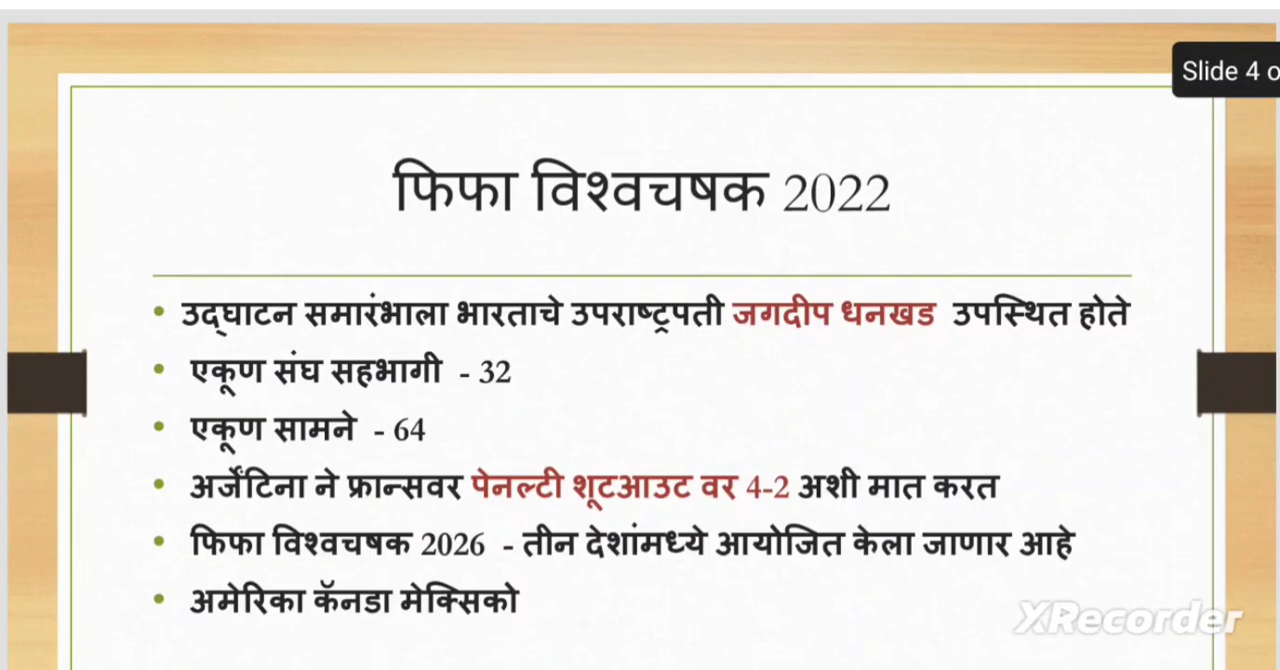 Slide 4 o
फिफा विश्वचषक 2022
• उद्घाटन समारंभाला भारताचे उपराष्ट्रपती जगदीप धनखड उपस्थित होते
• एकूण संघ सहभागी - 32
• एकूण सामने - 64
• अर्जेंटिना ने फ्रान्सवर पेनल्टी शूटआउट वर 4-2 अशी मात करत
• फिफा विश्वचषक 2026 - तीन देशांमध्ये आयोजित केला जाणार आहे
• अमेरिका कॅनडा मेक्सिको
XRecorder